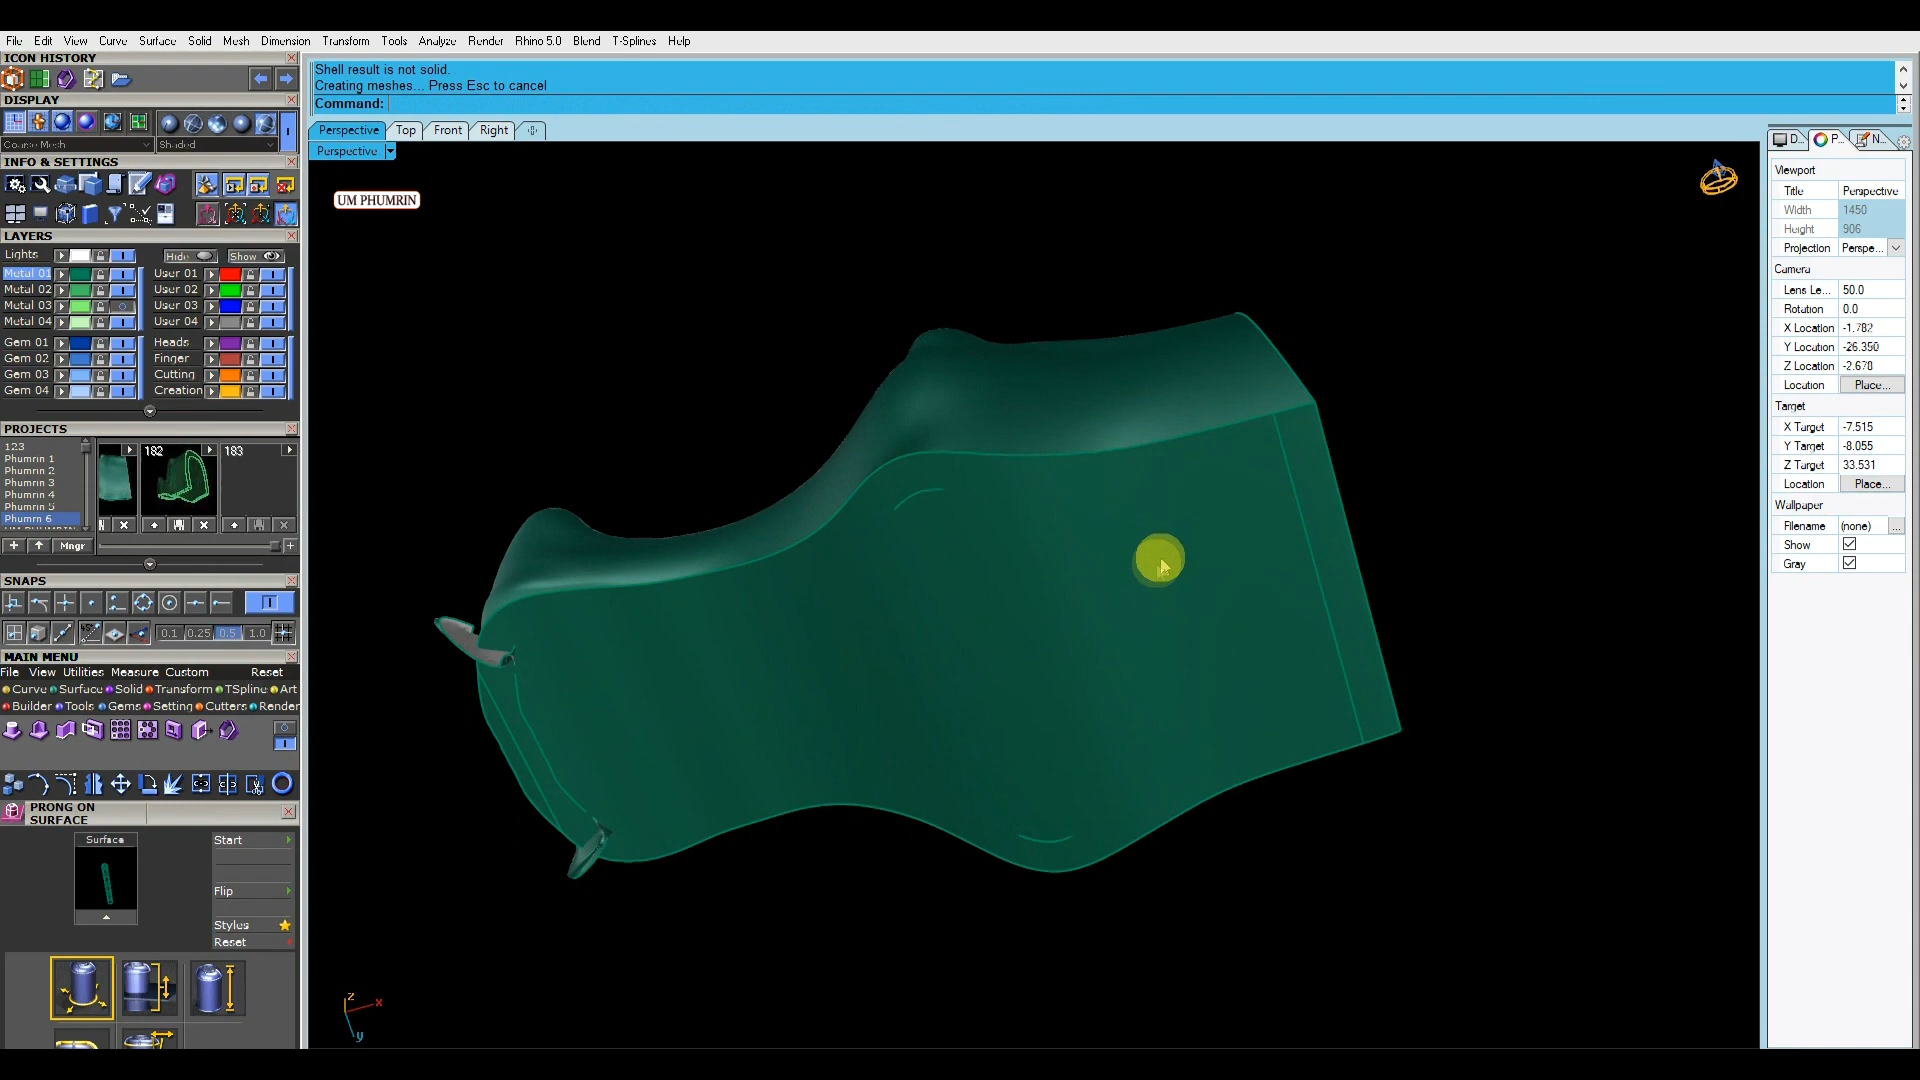 File Edit View Curve Surface Solid Mesh Dimension Transform Tools Analyze Render Rhino 5.0 Blend T-Splines Help
ICON HISTORY
Shell result is not solid.
Creating meshes... Press Esc to cancel
Command:
DISPLAY
Coarse Mesh Shaded
Perspective Top Front Right
Perspective
D... P... N...
INFO & SETTINGS
UM PHUMRIN
LAYERS
Lights Hide Show
Metal 01 User 01
Metal 02 User 02
Metal 03 User 03
Metal 04 User 04
Gem 01 Heads
Gem 02 Finger
Gem 03 Cutting
Gem 04 Creation
PROJECTS
123
Phumrin 1
Phumrin 2
Phumrin 3
Phumrin 4
Phumrin 5
Phumrin 6
182 183
Mngr
SNAPS
0.1 0.25 0.5 1.0
MAIN MENU
File View Utilities Measure Custom Reset
Curve Surface Solid Transform TSpline Art
Builder Tools Gems Setting Cutters Render
PRONG ON
SURFACE
Surface Start
Flip
Styles
Reset
z x
y
Viewport
Title Perspective
Width 1450
Height 906
Projection Perspe...
Camera
Lens Le... 50.0
Rotation 0.0
X Location -1.782
Y Location -26.350
Z Location -2.678
Location Place...
Target
X Target -7.515
Y Target -8.055
Z Target 33.531
Location Place...
Wallpaper
Filename (none) ...
Show
Gray